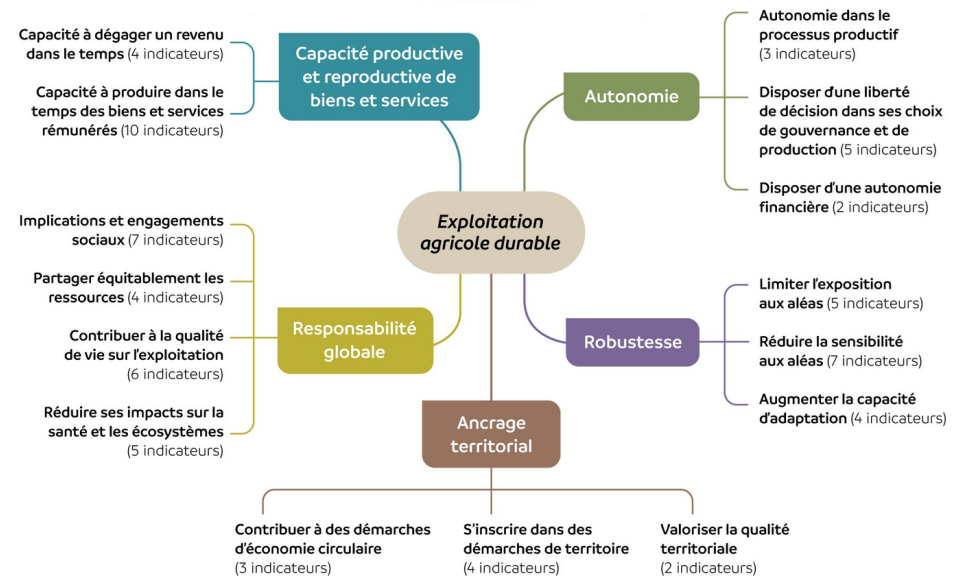 Capacité à dégager un revenu
dans le temps (4 indicateurs)
Capacité à produire dans le
temps des biens et services
rémunérés (10 indicateurs)
Capacité productive
et reproductive de
biens et services
Autonomie
Autonomie dans le
processus productif
(3 indicateurs)
Disposer d'une liberté
de décision dans ses choix
de gouvernance et de
production (5 indicateurs)
Disposer d'une autonomie
financière (2 indicateurs)
Exploitation
agricole durable
Implications et engagements
sociaux (7 indicateurs)
Partager équitablement les
ressources (4 indicateurs)
Contribuer à la qualité
de vie sur l'exploitation
(6 indicateurs)
Réduire ses impacts sur la
santé et les écosystèmes
(5 indicateurs)
Responsabilité
globale
Robustesse
Limiter l'exposition
aux aléas (5 indicateurs)
Réduire la sensibilité
aux aléas (7 indicateurs)
Augmenter la capacité
d'adaptation (4 indicateurs)
Ancrage
territorial
Contribuer à des démarches
d'économie circulaire
(3 indicateurs)
S'inscrire dans des
démarches de territoire
(4 indicateurs)
Valoriser la qualité
territoriale
(2 indicateurs)